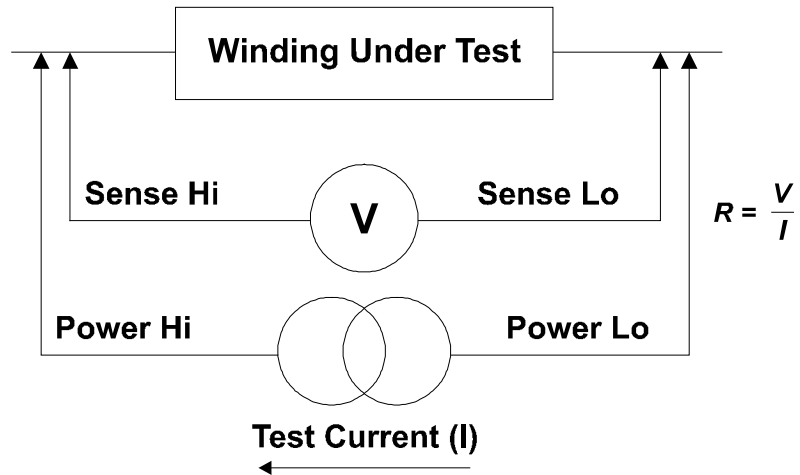 Winding Under Test
Sense Hi
V
Sense Lo
R = V
I
Power Hi
Power Lo
Test Current (I)